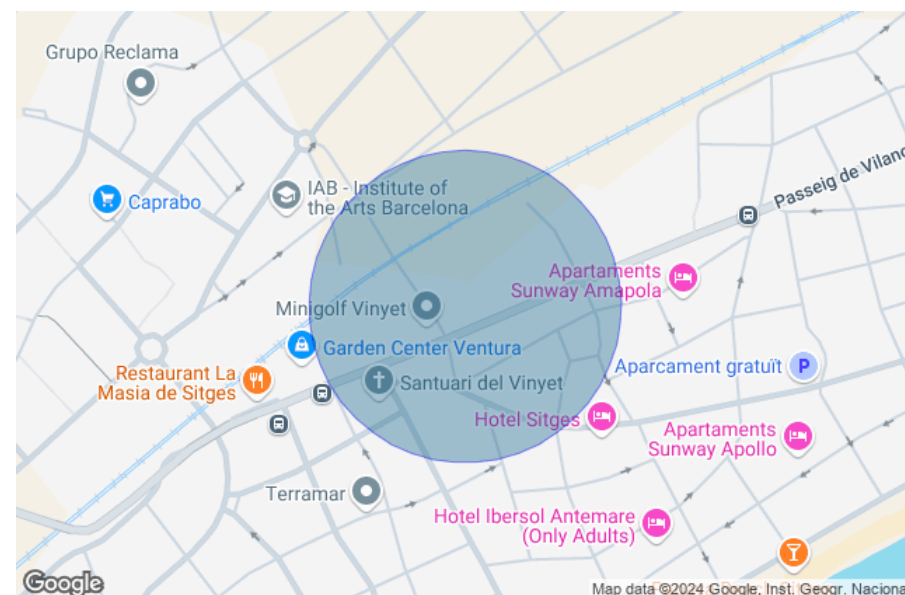 Grupo Reclama
IAB - Institute of
the Arts Barcelona
Caprabo
Passeig de Vilano
Apartaments
Sunway Amapola
Minigolf Vinyet
Garden Center Ventura
Restaurant La
Masia de Sitges
Santuari del Vinyet
Aparcament gratuït
P
Hotel Sitges
Apartaments
Sunway Apollo
Terramar
Hotel Ibersol Antemare
(Only Adults)
Google
Map data ©2024 Google, Inst. Geogr. Naciona